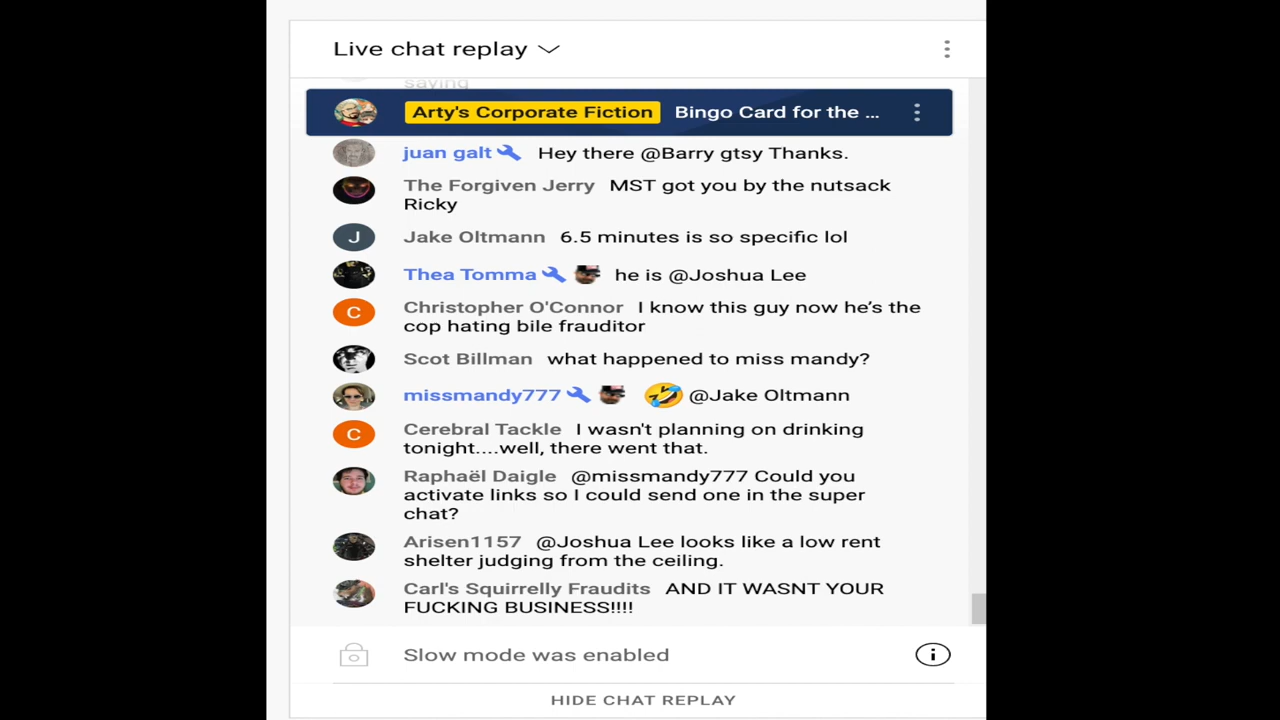 Live chat replay
saying
Arty's Corporate Fiction Bingo Card for the ...
juan galt Hey there @Barry gtsy Thanks.
The Forgiven Jerry MST got you by the nutsack
Ricky
J Jake Oltmann 6.5 minutes is so specific lol
Thea Tomma he is @Joshua Lee
C Christopher O'Connor I know this guy now he’s the
cop hating bile frauditor
Scot Billman what happened to miss mandy?
missmandy777 🤣 @Jake Oltmann
C Cerebral Tackle I wasn't planning on drinking
tonight....well, there went that.
Raphaël Daigle @missmandy777 Could you
activate links so I could send one in the super
chat?
Arisen1157 @Joshua Lee looks like a low rent
shelter judging from the ceiling.
Carl's Squirrelly Fraudits AND IT WASNT YOUR
FUCKING BUSINESS!!!!
Slow mode was enabled
HIDE CHAT REPLAY